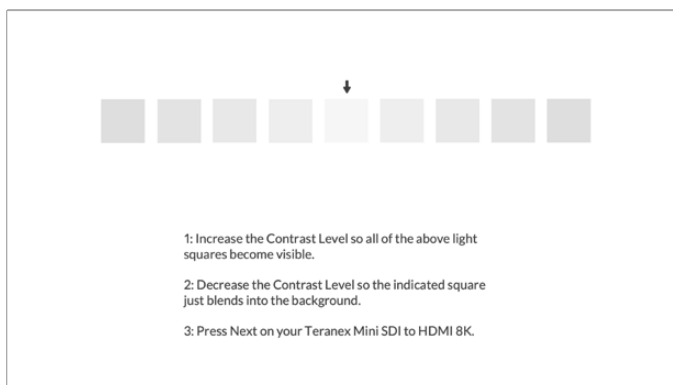 1: Increase the Contrast Level so all of the above light
squares become visible.
2: Decrease the Contrast Level so the indicated square
just blends into the background.
3: Press Next on your Teranex Mini SDI to HDMI 8K.